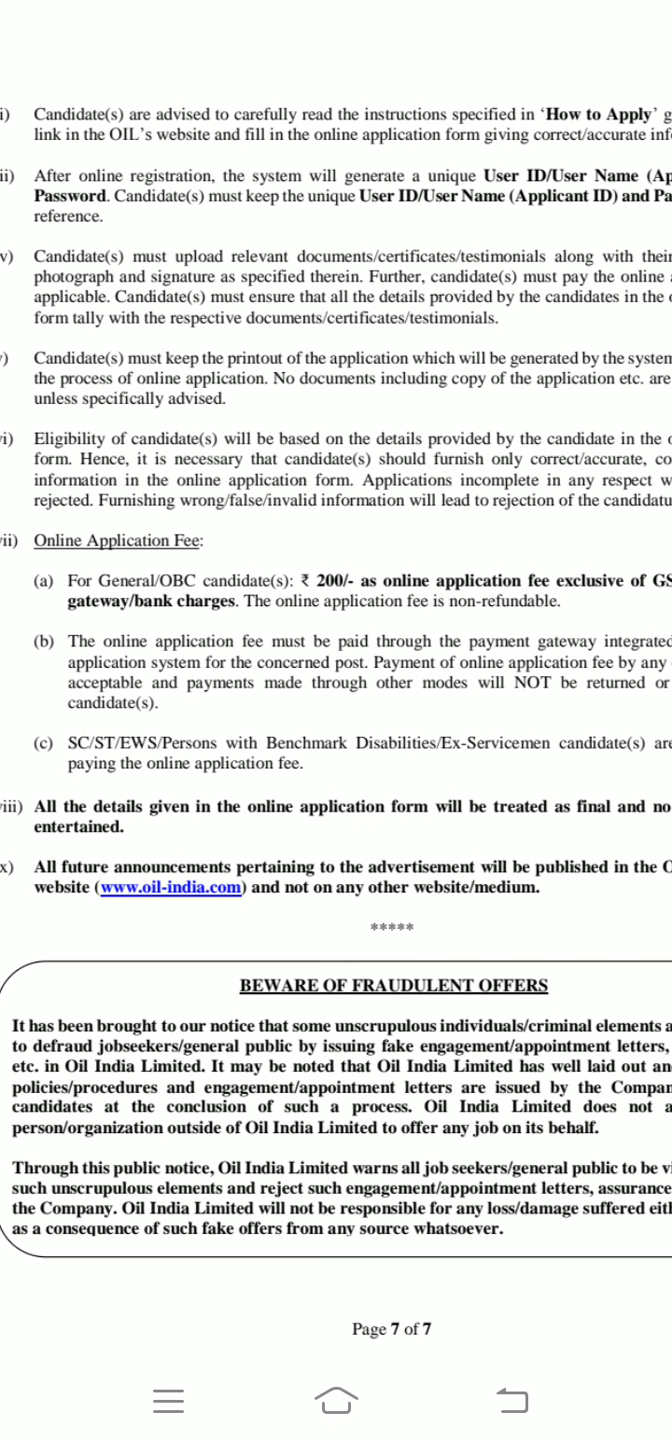 i) Candidate(s) are advised to carefully read the instructions specified in ‘How to Apply’ g
link in the OIL’s website and fill in the online application form giving correct/accurate inf
ii) After online registration, the system will generate a unique User ID/User Name (Ap
Password. Candidate(s) must keep the unique User ID/User Name (Applicant ID) and Pa
reference.
v) Candidate(s) must upload relevant documents/certificates/testimonials along with their
photograph and signature as specified therein. Further, candidate(s) must pay the online
applicable. Candidate(s) must ensure that all the details provided by the candidates in the
form tally with the respective documents/certificates/testimonials.
) Candidate(s) must keep the printout of the application which will be generated by the system
the process of online application. No documents including copy of the application etc. are
unless specifically advised.
i) Eligibility of candidate(s) will be based on the details provided by the candidate in the
form. Hence, it is necessary that candidate(s) should furnish only correct/accurate, co
information in the online application form. Applications incomplete in any respect w
rejected. Furnishing wrong/false/invalid information will lead to rejection of the candidatu
ii) Online Application Fee:
(a) For General/OBC candidate(s): ₹ 200/- as online application fee exclusive of GS
gateway/bank charges. The online application fee is non-refundable.
(b) The online application fee must be paid through the payment gateway integrated
application system for the concerned post. Payment of online application fee by any
acceptable and payments made through other modes will NOT be returned or
candidate(s).
(c) SC/ST/EWS/Persons with Benchmark Disabilities/Ex-Servicemen candidate(s) are
paying the online application fee.
iii) All the details given in the online application form will be treated as final and no
entertained.
x) All future announcements pertaining to the advertisement will be published in the O
website (www.oil-india.com) and not on any other website/medium.
*****
BEWARE OF FRAUDULENT OFFERS
It has been brought to our notice that some unscrupulous individuals/criminal elements a
to defraud jobseekers/general public by issuing fake engagement/appointment letters,
etc. in Oil India Limited. It may be noted that Oil India Limited has well laid out an
policies/procedures and engagement/appointment letters are issued by the Compan
candidates at the conclusion of such a process. Oil India Limited does not a
person/organization outside of Oil India Limited to offer any job on its behalf.
Through this public notice, Oil India Limited warns all job seekers/general public to be vi
such unscrupulous elements and reject such engagement/appointment letters, assurance
the Company. Oil India Limited will not be responsible for any loss/damage suffered eith
as a consequence of such fake offers from any source whatsoever.
Page 7 of 7